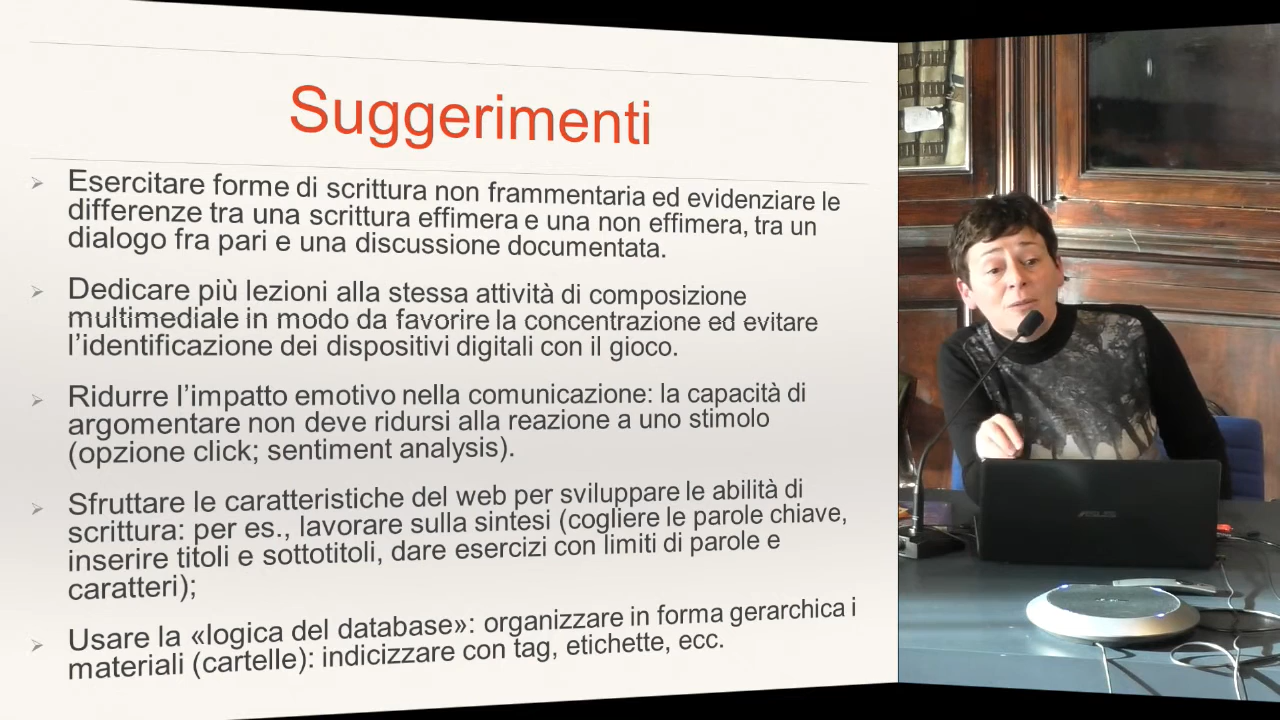 Suggerimenti
Esercitare forme di scrittura non frammentaria ed evidenziare le
differenze tra una scrittura effimera e una non effimera, tra un
dialogo fra pari e una discussione documentata.
Dedicare più lezioni alla stessa attività di composizione
multimediale in modo da favorire la concentrazione ed evitare
l’identificazione dei dispositivi digitali con il gioco.
Ridurre l’impatto emotivo nella comunicazione: la capacità di
argomentare non deve ridursi alla reazione a uno stimolo
(opzione click; sentiment analysis).
Sfruttare le caratteristiche del web per sviluppare le abilità di
scrittura: per es., lavorare sulla sintesi (cogliere le parole chiave,
inserire titoli e sottotitoli, dare esercizi con limiti di parole e
caratteri);
Usare la «logica del database»: organizzare in forma gerarchica i
materiali (cartelle): indicizzare con tag, etichette, ecc.
ASUS